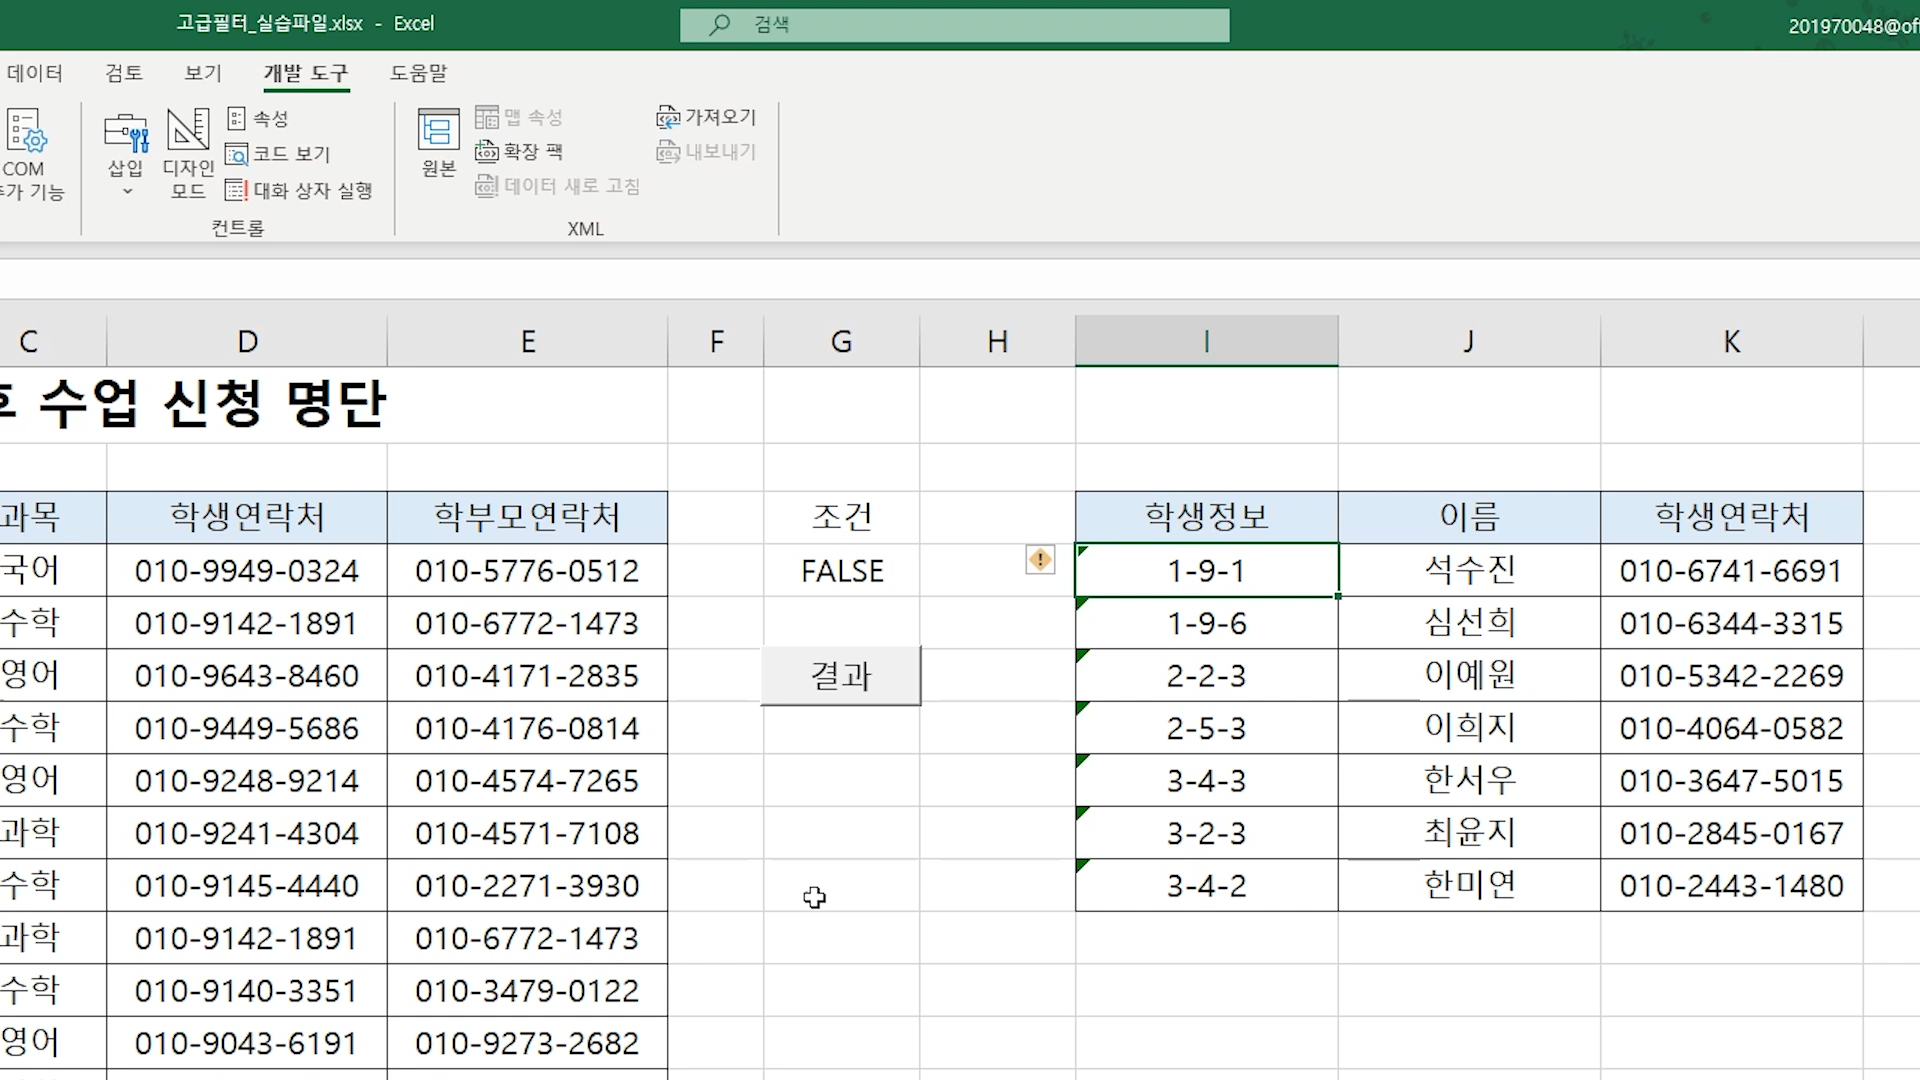 고급필터_실습파일.xlsx - Excel
검색
201970048@off
데이터 검토 보기 개발 도구 도움말
COM
추가 기능
삽입
디자인
모드
속성
코드 보기
대화 상자 실행
컨트롤
원본
맵 속성
확장 팩
데이터 새로 고침
가져오기
내보내기
XML
C D E F G H I J K
후 수업 신청 명단
과목 학생연락처 학부모연락처 조건 학생정보 이름 학생연락처
국어 010-9949-0324 010-5776-0512 FALSE 1-9-1 석수진 010-6741-6691
수학 010-9142-1891 010-6772-1473 1-9-6 심선희 010-6344-3315
영어 010-9643-8460 010-4171-2835 결과 2-2-3 이예원 010-5342-2269
수학 010-9449-5686 010-4176-0814 2-5-3 이희지 010-4064-0582
영어 010-9248-9214 010-4574-7265 3-4-3 한서우 010-3647-5015
과학 010-9241-4304 010-4571-7108 3-2-3 최윤지 010-2845-0167
수학 010-9145-4440 010-2271-3930 3-4-2 한미연 010-2443-1480
과학 010-9142-1891 010-6772-1473
수학 010-9140-3351 010-3479-0122
영어 010-9043-6191 010-9273-2682